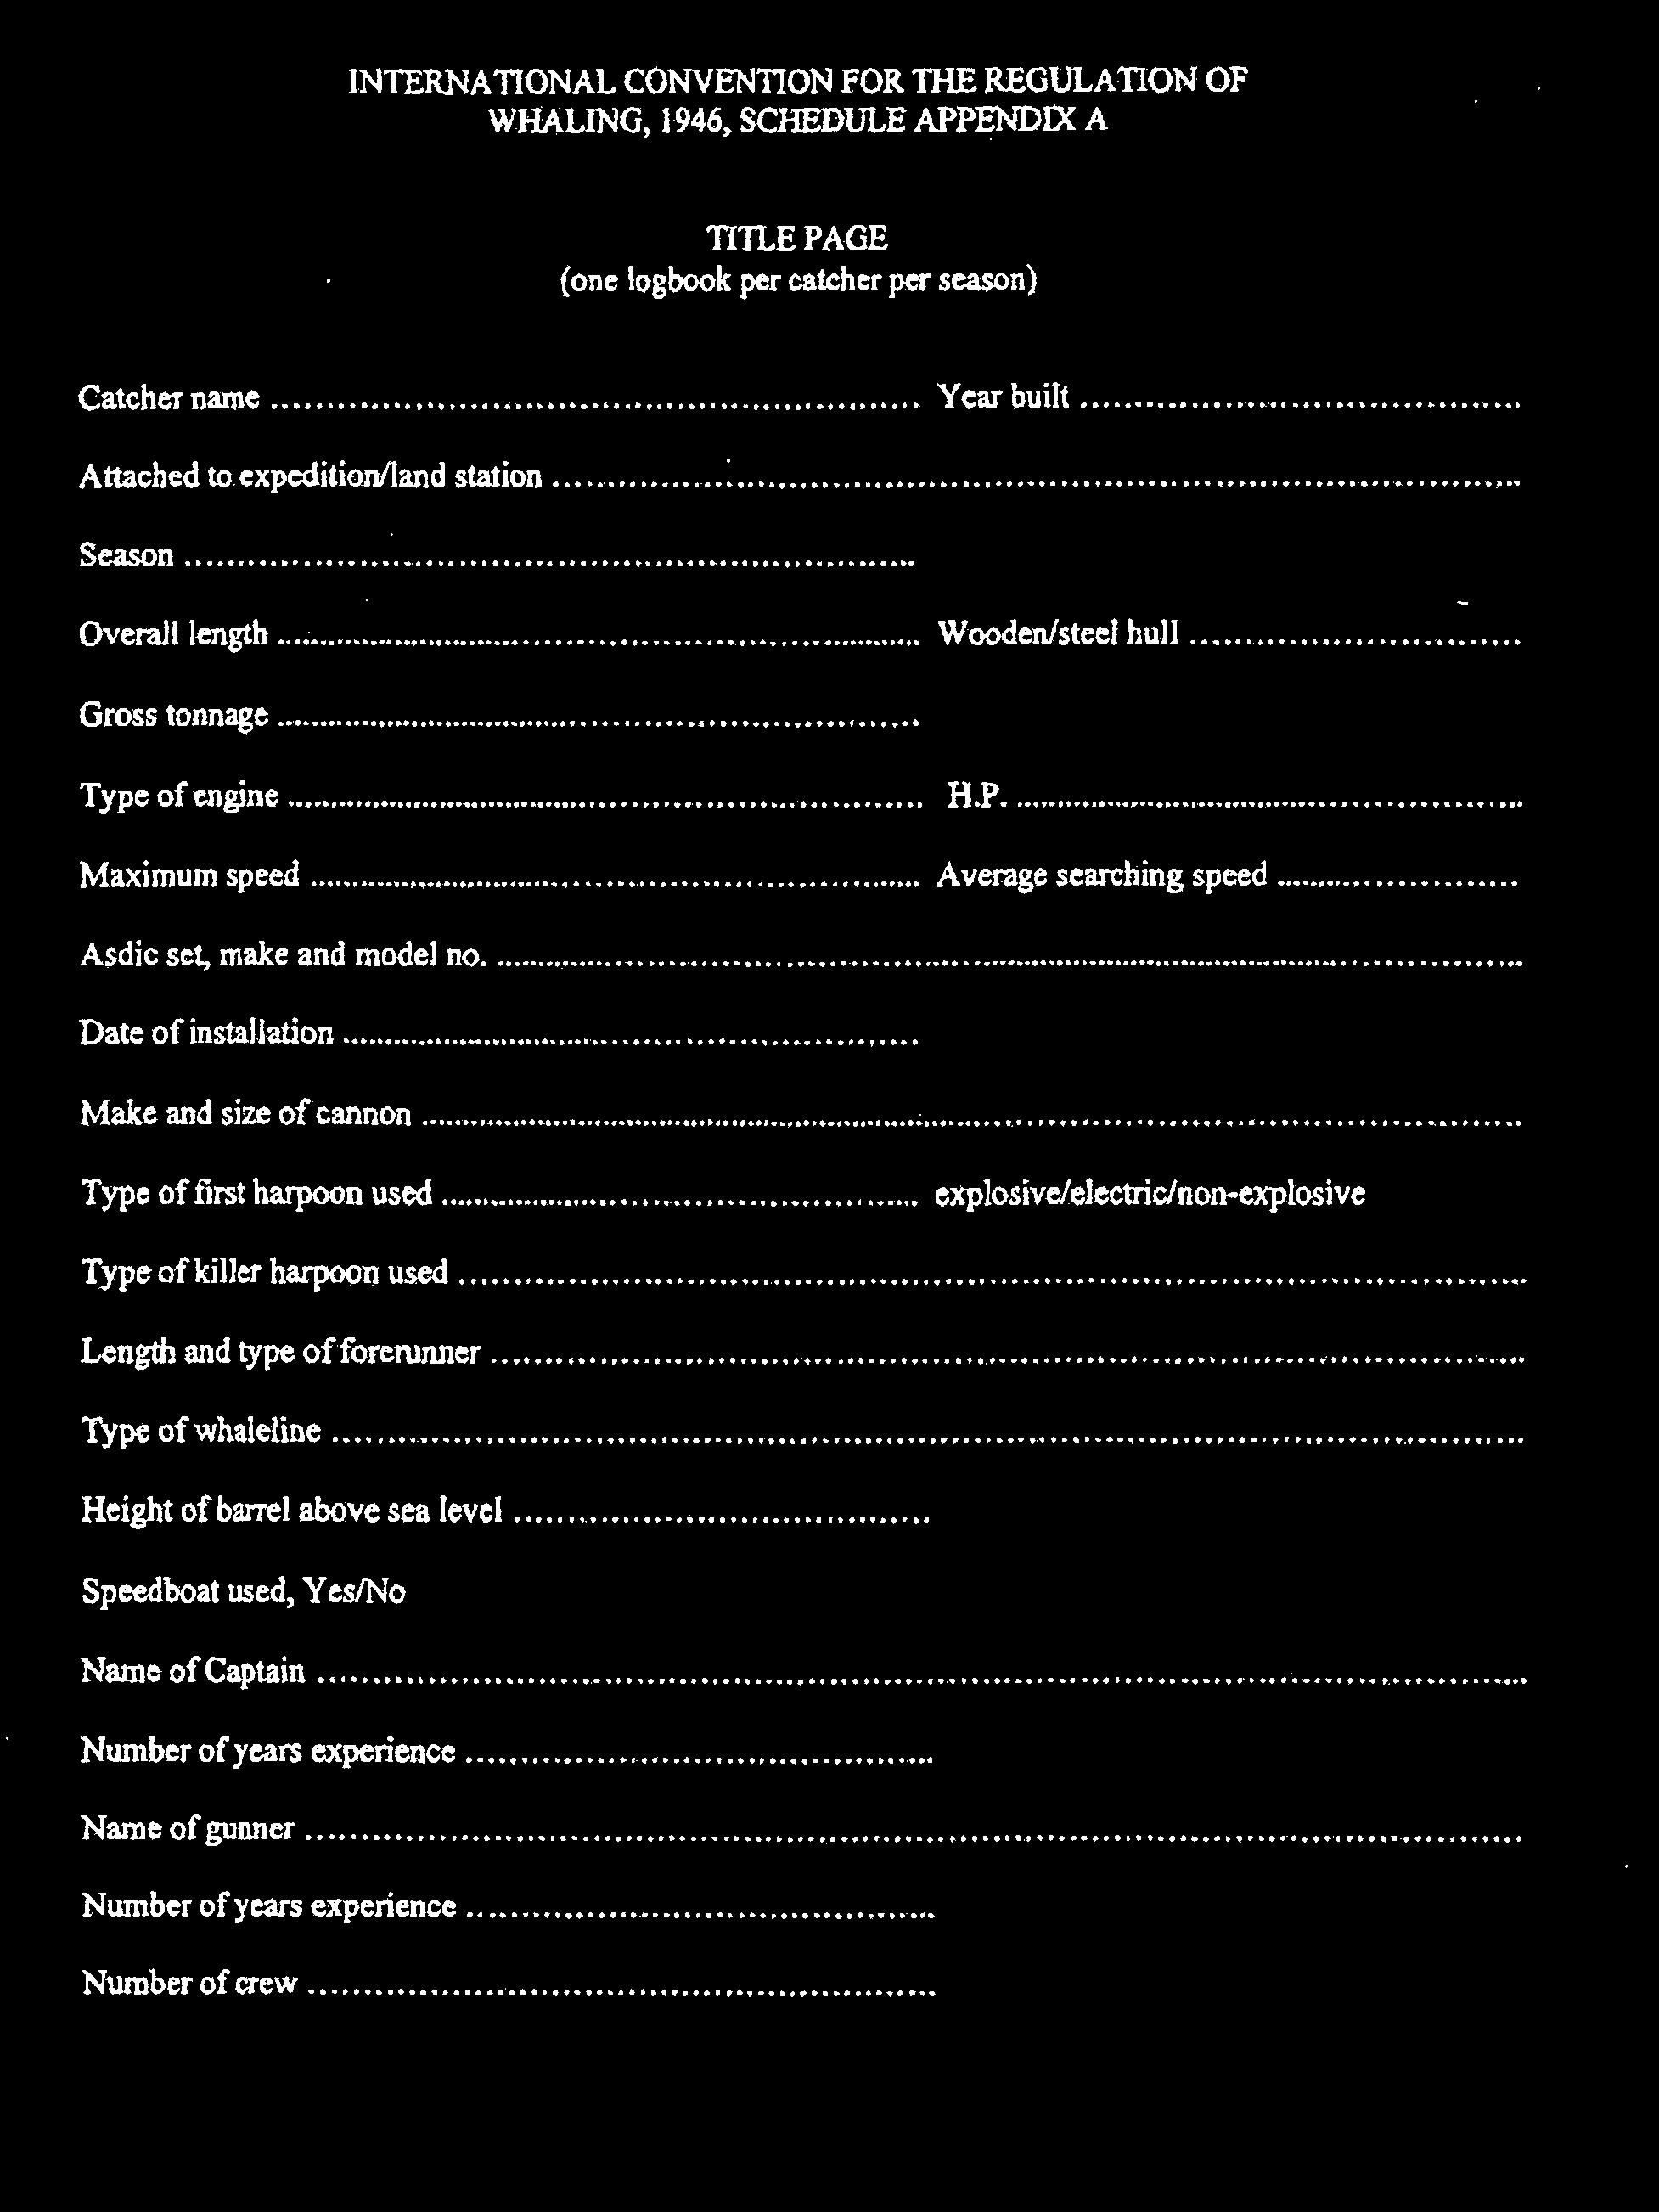 INTERNATIONAL CONVENTION FOR THE REGULATION OF
WHALING, 1946, SCHEDULE APPENDIX A
TITLE PAGE
(one logbook per catcher per season)
Catcher name ........................................................ Year built ........................................
Attached to expedition/land station ........................................................................................
Season ..................................................................
Overall length ........................................................ Wooden/steel hull ..............................
Gross tonnage ..........................................................
Type of engine ........................................................ H.P. ..............................................
Maximum speed ...................................................... Average searching speed ......................
Asdic set, make and model no. ..............................................................................................
Date of installation ....................................................
Make and size of cannon ....................................................................................................
Type of first harpoon used ............................................ explosive/electric/non-explosive
Type of killer harpoon used ................................................................................................
Length and type of forerunner ..............................................................................................
Type of whaleline ............................................................................................................
Height of barrel above sea level ......................................
Speedboat used, Yes/No
Name of Captain ..............................................................................................................
Number of years experience ..........................................
Name of gunner ..............................................................................................................
Number of years experience ..........................................
Number of crew ........................................................